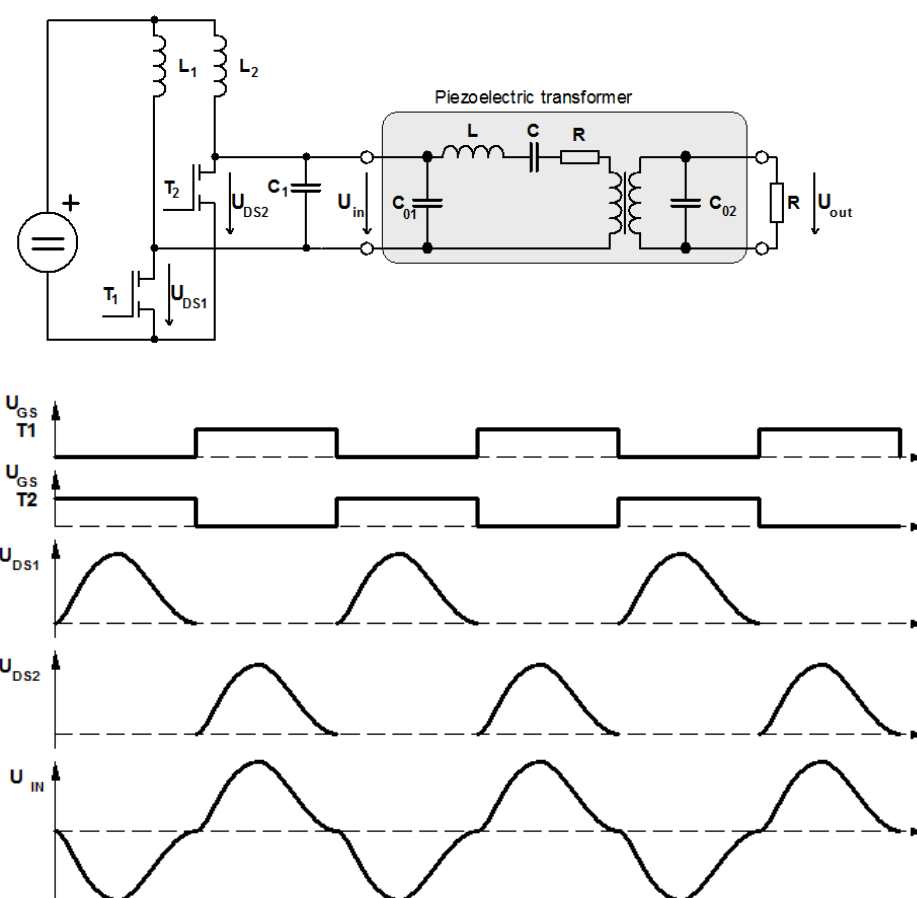 L1
L2
Piezoelectric transformer
L
C
R
T2
UDS2
C1
Uin
C01
C02
R
Uout
+
T1
UDS1
UGS
T1
UGS
T2
UDS1
UDS2
U IN